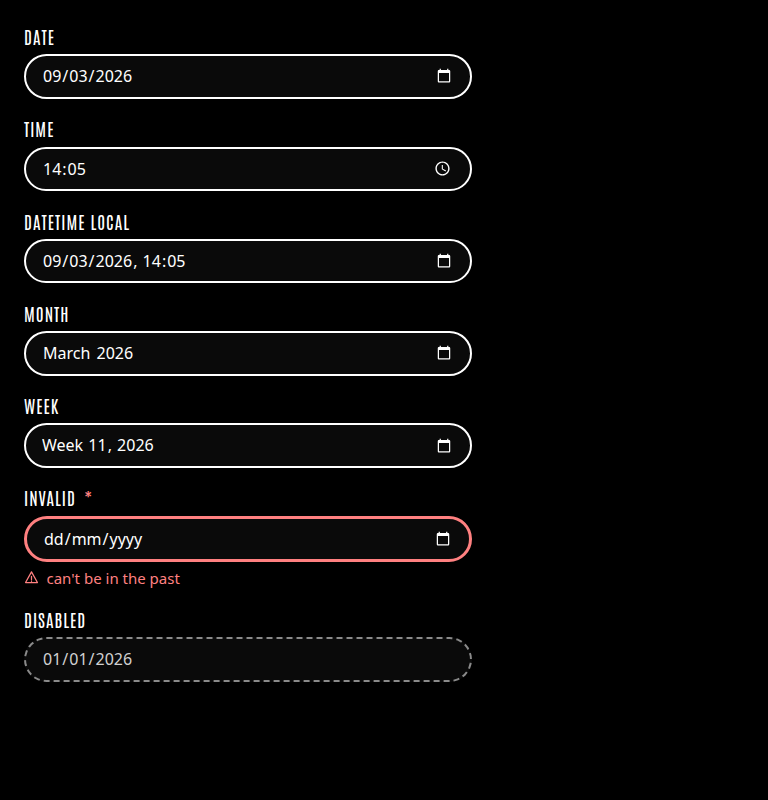 DATE
09/03/2026
TIME
14:05
DATETIME LOCAL
09/03/2026, 14:05
MONTH
March 2026
WEEK
Week 11, 2026
INVALID *
dd/mm/yyyy
can't be in the past
DISABLED
01/01/2026